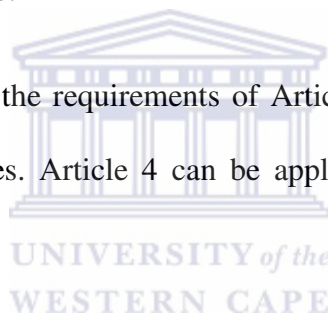 the requirements of Artic
es. Article 4 can be appl
UNIVERSITY of the
WESTERN CAPE